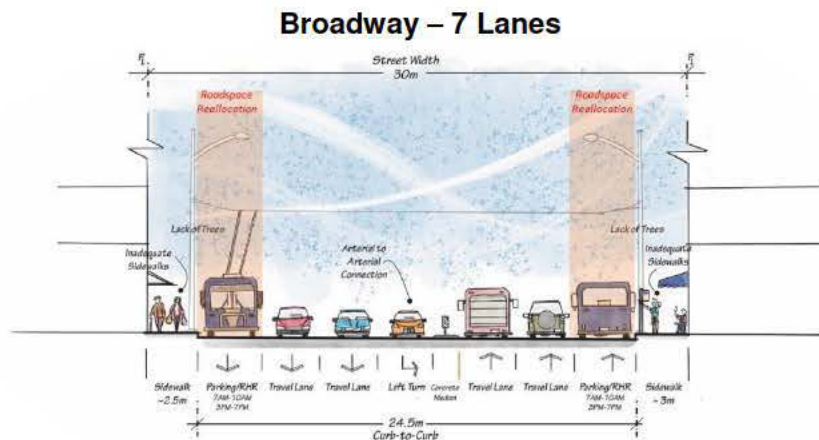 Broadway – 7 Lanes
Street Width
30m
Roadspace
Reallocation
Roadspace
Reallocation
Lack of Trees
Lack of Trees
Inadequate
Sidewalks
Arterial to
Arterial
Connection
Inadequate
Sidewalks
Sidewalk
~2.5m
Parking/RHR
7AM-10AM
3PM-7PM
Travel Lane
Travel Lane
Left Turn
Concrete
Median
Travel Lane
Travel Lane
Parking/RHR
7AM-10AM
3PM-7PM
Sidewalk
~3m
24.5m
Curb-to-Curb